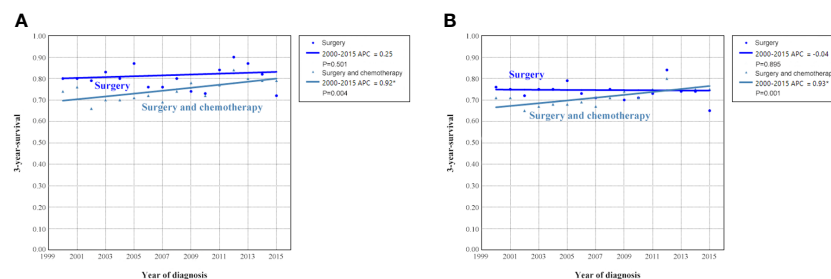 A
1.00
0.90
0.80
0.70
0.60
0.50
0.40
0.30
0.20
0.10
0.00
3-year-survival
1999
2001
2003
2005
2007
2009
2011
2013
2015
Year of diagnosis
Surgery
Surgery and chemotherapy
Surgery
2000-2015 APC = 0.25
P=0.501
Surgery and chemotherapy
2000-2015 APC = 0.92*
P=0.004
B
1.00
0.90
0.80
0.70
0.60
0.50
0.40
0.30
0.20
0.10
0.00
3-year-survival
1999
2001
2003
2005
2007
2009
2011
2013
2015
Year of diagnosis
Surgery
Surgery and chemotherapy
Surgery
2000-2015 APC = -0.04
P=0.895
Surgery and chemotherapy
2000-2015 APC = 0.93*
P=0.001